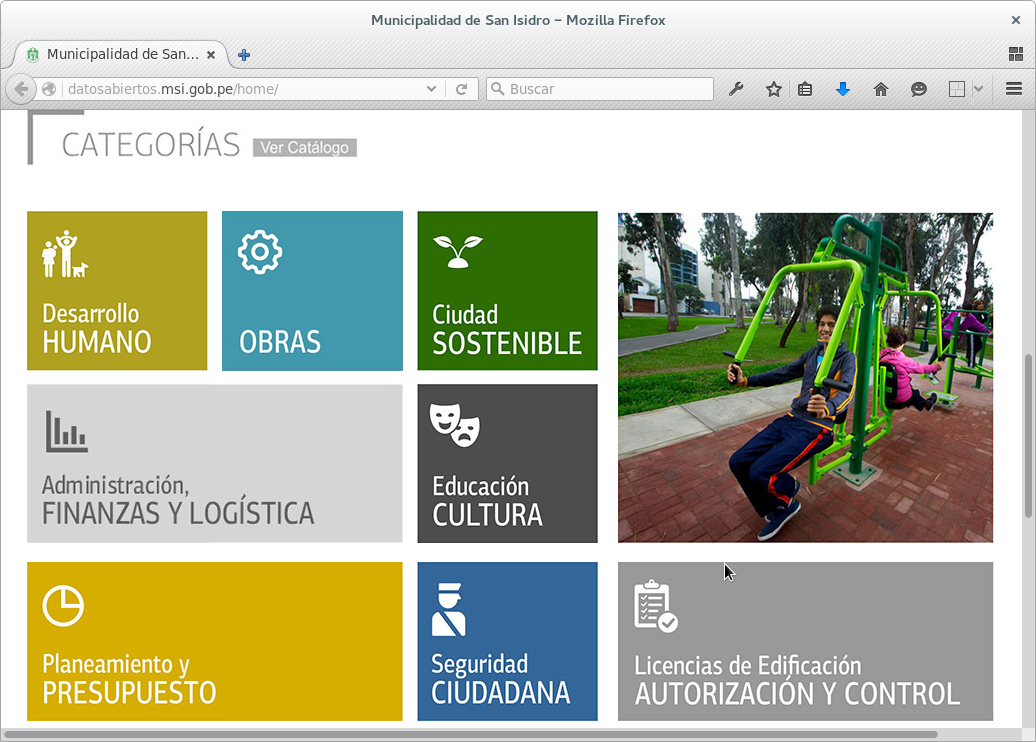 Municipalidad de San Isidro – Mozilla Firefox
Municipalidad de San...
datosabiertos.msi.gob.pe/home/
Buscar
CATEGORÍAS
Ver Catálogo
Desarrollo
HUMANO
OBRAS
Ciudad
SOSTENIBLE
Administración,
FINANZAS Y LOGÍSTICA
Educación
CULTURA
Planeamiento y
PRESUPUESTO
Seguridad
CIUDADANA
Licencias de Edificación
AUTORIZACIÓN Y CONTROL